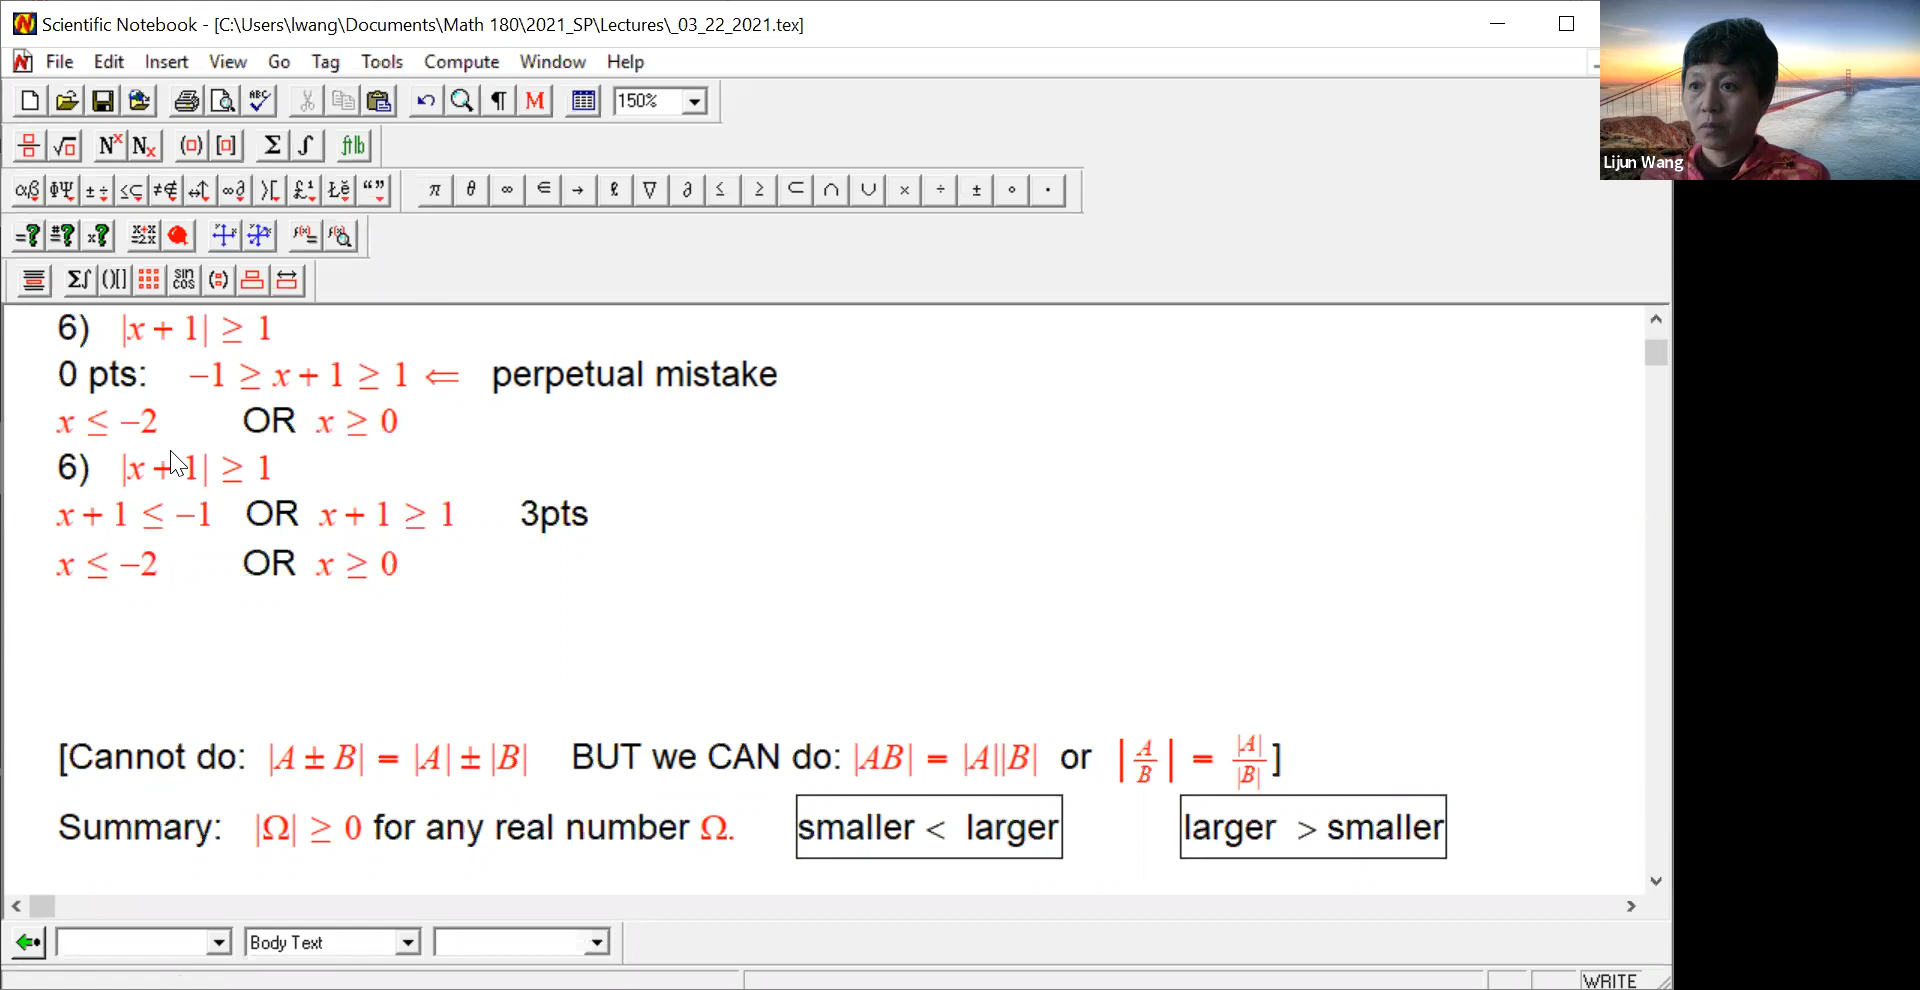 Scientific Notebook - [C:\Users\lwang\Documents\Math 180\2021_SP\Lectures\_03_22_2021.tex]
File Edit Insert View Go Tag Tools Compute Window Help
150%
Lijun Wang
6) |x + 1| ≥ 1
0 pts: −1 ≥ x + 1 ≥ 1 ⇐ perpetual mistake
x ≤ −2 OR x ≥ 0
6) |x + 1| ≥ 1
x + 1 ≤ −1 OR x + 1 ≥ 1 3pts
x ≤ −2 OR x ≥ 0
[Cannot do: |A ± B| = |A| ± |B| BUT we CAN do: |AB| = |A||B| or |A/B| = |A|/|B| ]
Summary: |Ω| ≥ 0 for any real number Ω. smaller < larger larger > smaller
Body Text
WRITE